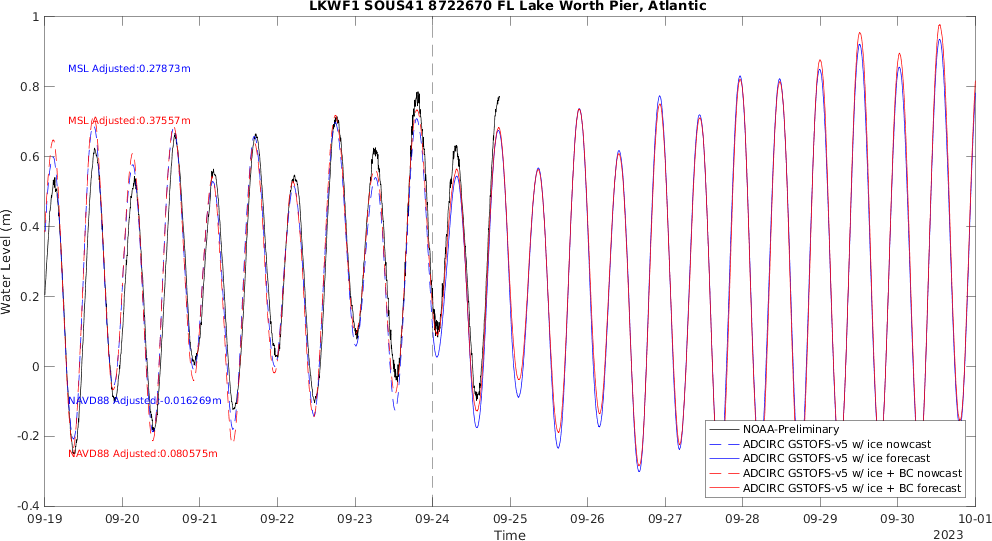 LKWF1 SOUS41 8722670 FL Lake Worth Pier, Atlantic
1
0.8
0.6
0.4
0.2
0
-0.2
-0.4
Water Level (m)
MSL Adjusted:0.27873m
MSL Adjusted:0.37557m
NAVD88 Adjusted:-0.016269m
NAVD88 Adjusted:0.080575m
NOAA-Preliminary
ADCIRC GSTOFS-v5 w/ ice nowcast
ADCIRC GSTOFS-v5 w/ ice forecast
ADCIRC GSTOFS-v5 w/ ice + BC nowcast
ADCIRC GSTOFS-v5 w/ ice + BC forecast
09-19 09-20 09-21 09-22 09-23 09-24 09-25 09-26 09-27 09-28 09-29 09-30 10-01
Time
2023